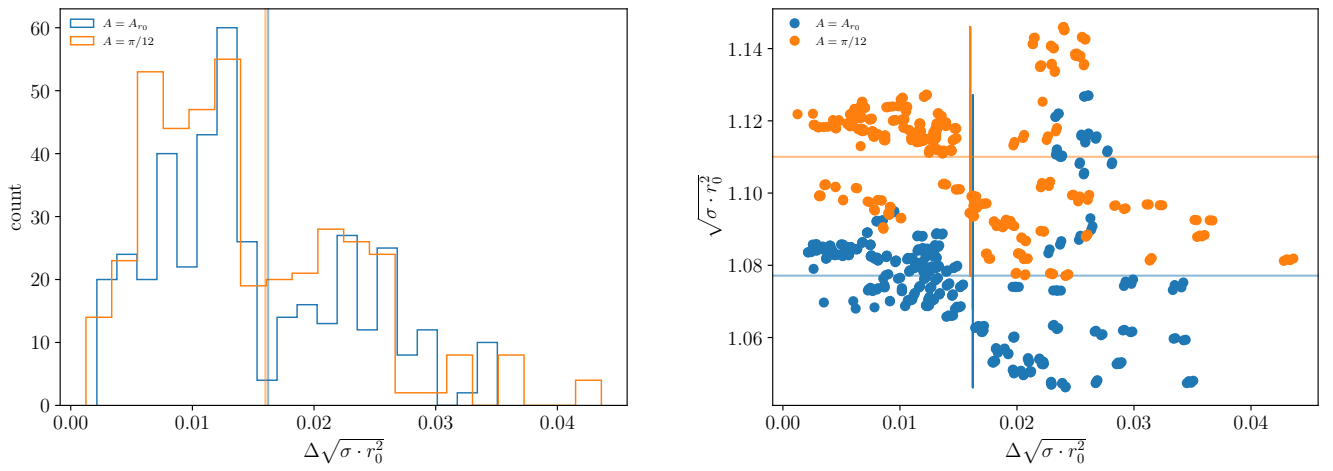 60
50
40
30
20
10
0
count
A = A_{r_0}
A = π/12
0.00 0.01 0.02 0.03 0.04
Δ√(σ · r_0^2)
1.14
1.12
1.10
1.08
1.06
√σ · r_0^2
A = A_{r_0}
A = π/12
0.00 0.01 0.02 0.03 0.04
Δ√(σ · r_0^2)